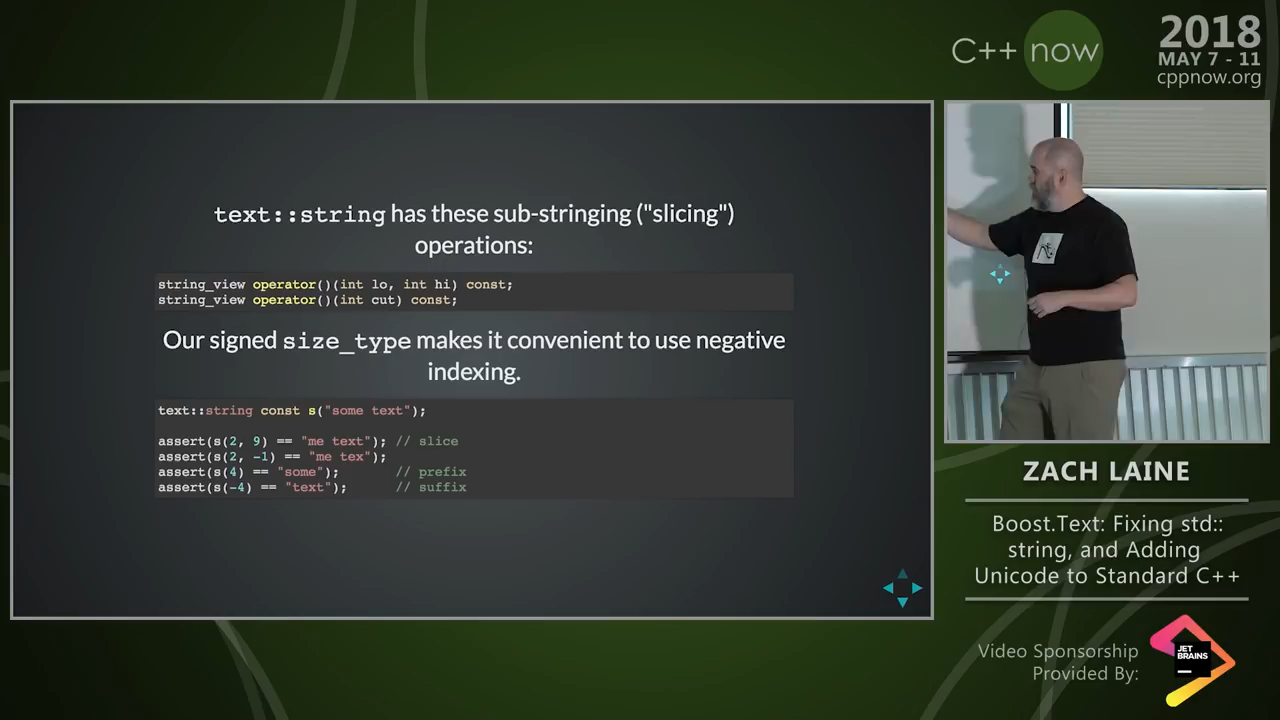 C++ now
2018
MAY 7 - 11
cppnow.org
text::string has these sub-stringing ("slicing")
operations:
string_view operator()(int lo, int hi) const;
string_view operator()(int cut) const;
Our signed size_type makes it convenient to use negative
indexing.
text::string const s("some text");
assert(s(2, 9) == "me text"); // slice
assert(s(2, -1) == "me tex");
assert(s(4) == "some"); // prefix
assert(s(-4) == "text"); // suffix
ZACH LAINE
Boost.Text: Fixing std::
string, and Adding
Unicode to Standard C++
Video Sponsorship
Provided By:
JET
BRAINS